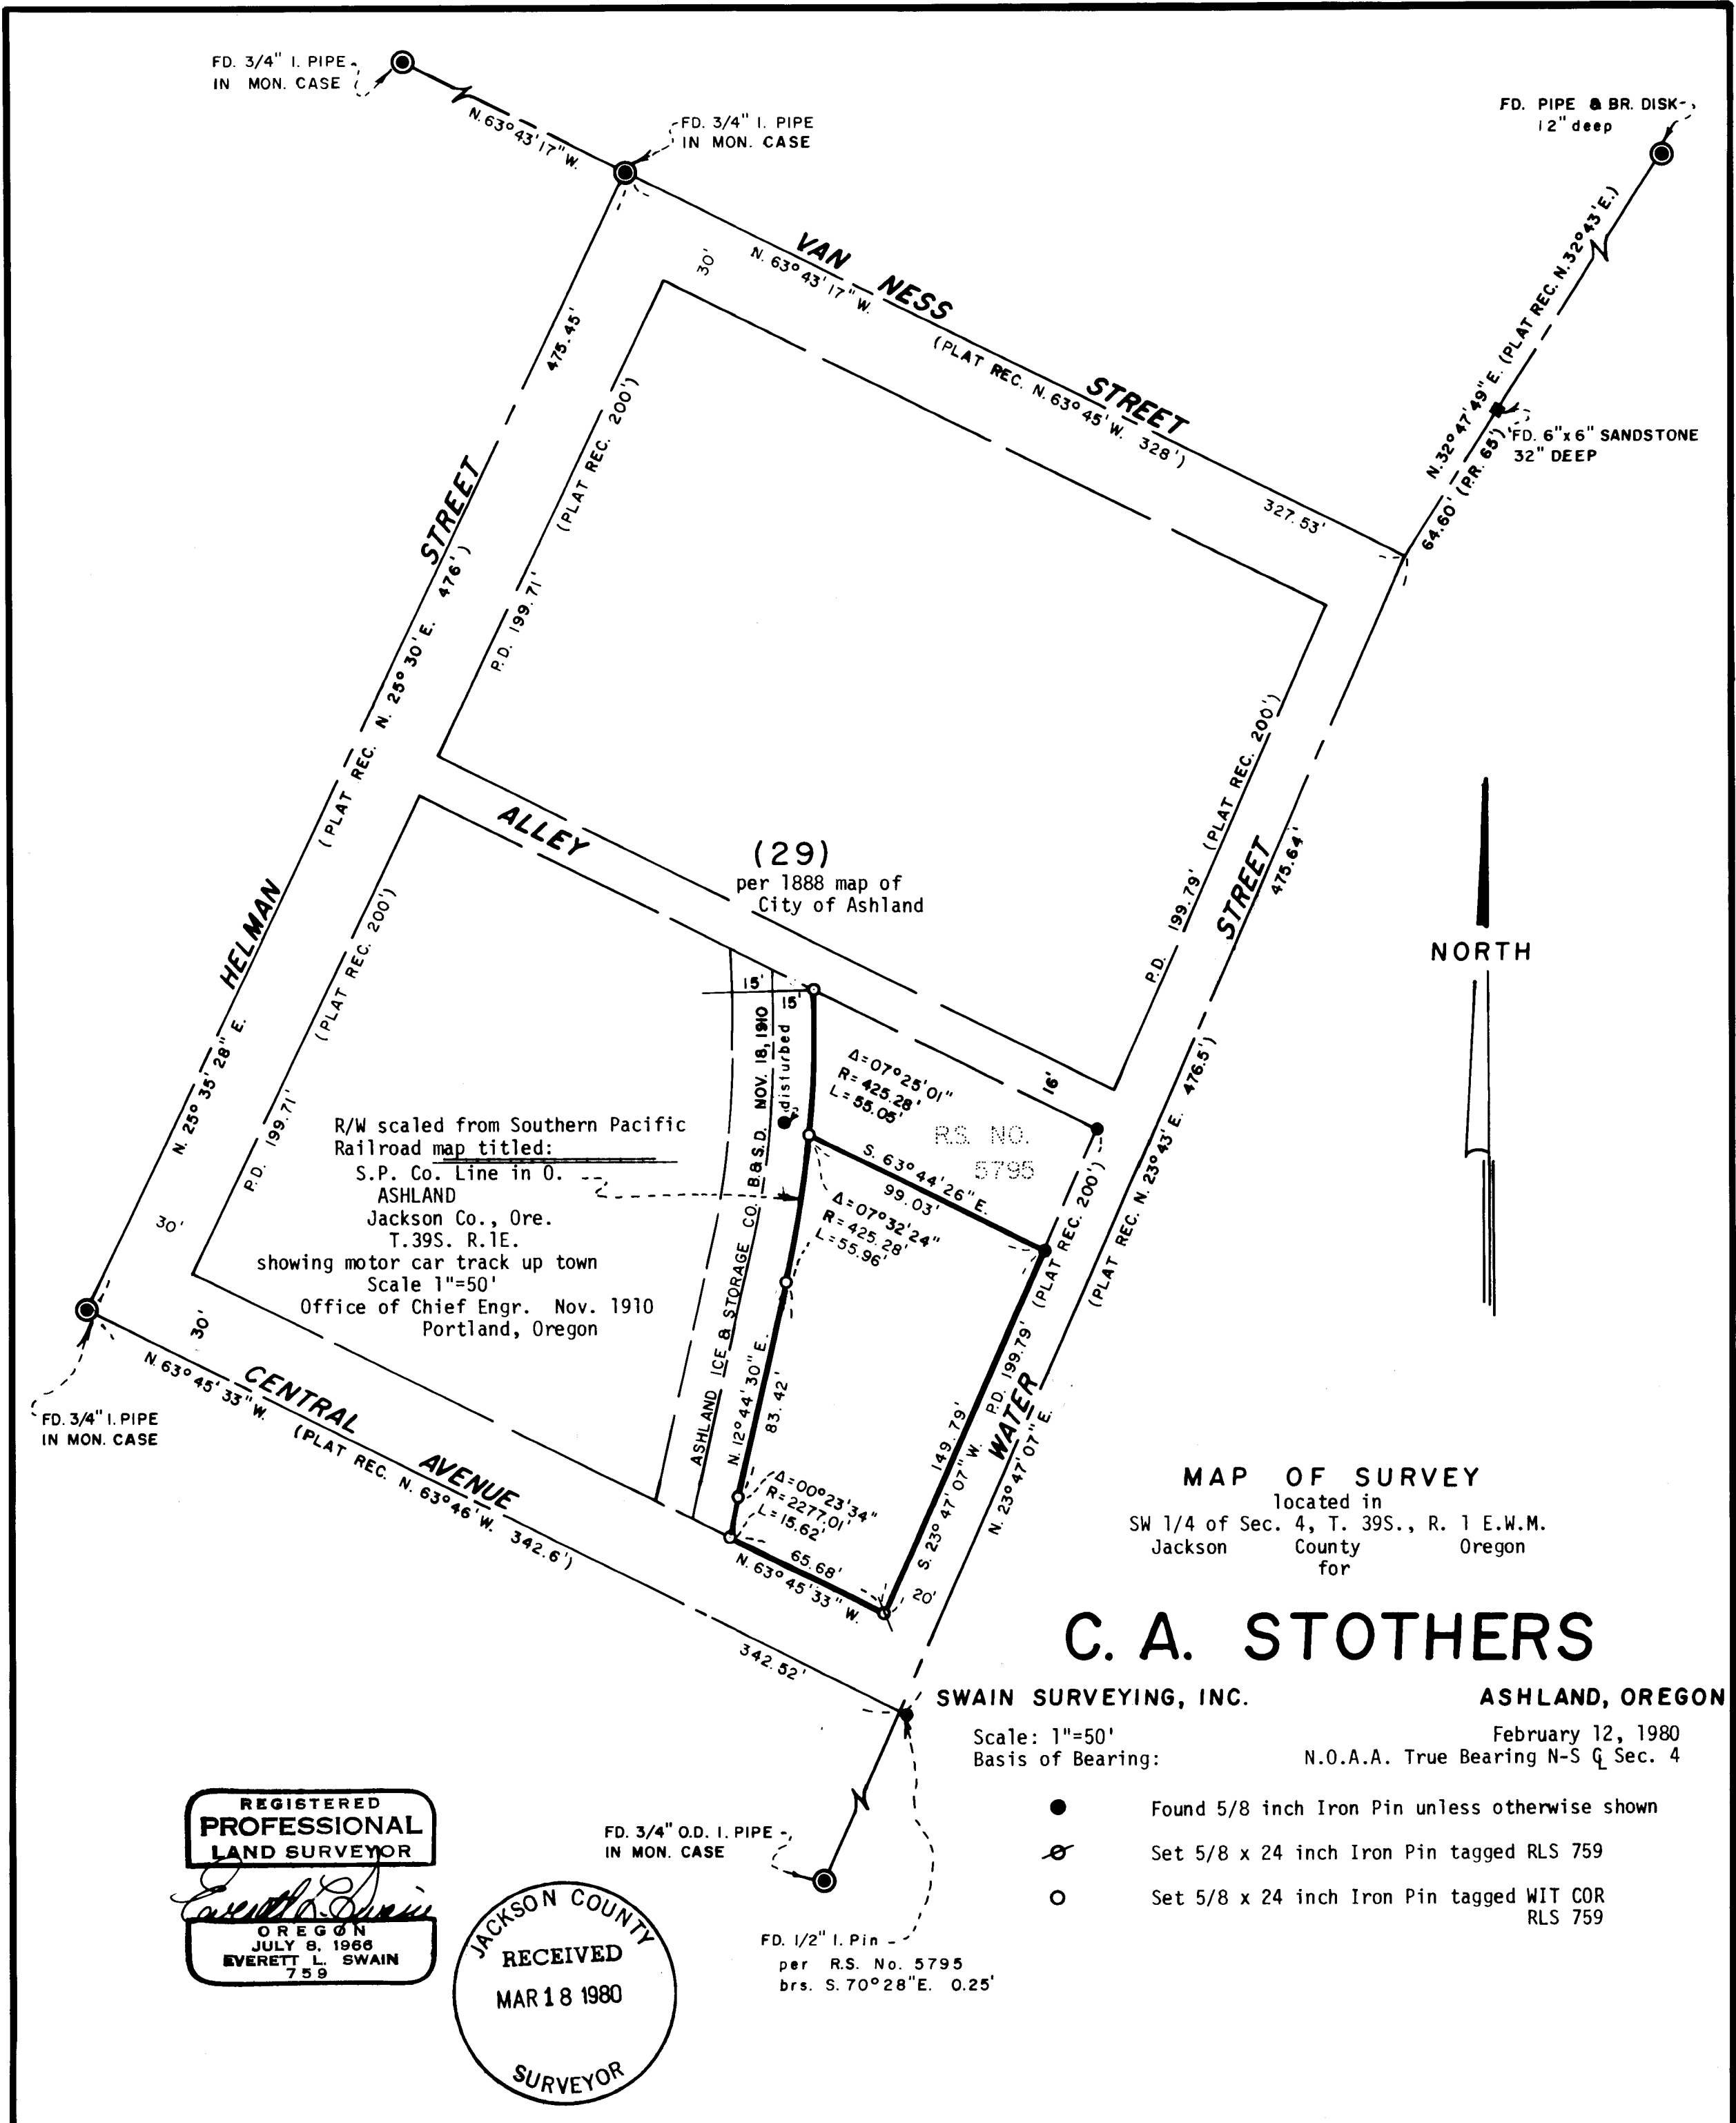 FD. 3/4" I. PIPE
IN MON. CASE
N. 63° 43' 17" W.
FD. 3/4" I. PIPE
IN MON. CASE
FD. PIPE & BR. DISK
12" deep
VAN NESS STREET
30'
N. 63° 43' 17" W.
(PLAT REC. N. 63° 45' W. 328')
327.53'
N. 32° 47' 49" E. (PLAT REC. N. 32° 43' E.)
64.60' (P.R. 65')
FD. 6" x 6" SANDSTONE
32" DEEP
475.45'
(PLAT REC. 200')
P.D. 199.71'
HELMAN STREET
(PLAT REC. N. 25° 30' E. 476')
N. 25° 35' 28" E.
ALLEY
(29)
per 1888 map of
City of Ashland
P.D. 199.79' (PLAT REC. 200')
WATER STREET
475.64'
(PLAT REC. N. 23° 43' E. 476.5')
N. 23° 47' 07" E.
NORTH
(PLAT REC. 200')
P.D. 199.71'
15'
15'
disturbed
ASHLAND ICE & STORAGE CO. B.& S.D. NOV. 18, 1910
Δ = 07° 25' 01"
R = 425.28'
L = 55.05'
16'
R.S. NO.
5795
S. 63° 44' 26" E.
99.03'
Δ = 07° 32' 24"
R = 425.28'
L = 55.96'
P.D. 199.79' (PLAT REC. 200')
R/W scaled from Southern Pacific
Railroad map titled:
S.P. Co. Line in O.
ASHLAND
Jackson Co., Ore.
T.39S. R.1E.
showing motor car track up town
Scale 1"=50'
Office of Chief Engr. Nov. 1910
Portland, Oregon
30'
30'
N. 12° 44' 30" E.
83.42'
149.79'
S. 23° 47' 07" W.
Δ = 00° 23' 34"
R = 2277.01'
L = 15.62'
65.68'
N. 63° 45' 33" W.
20'
FD. 3/4" I. PIPE
IN MON. CASE
N. 63° 45' 33" W.
CENTRAL AVENUE
(PLAT REC. N. 63° 46' W. 342.6')
342.52'
MAP OF SURVEY
located in
SW 1/4 of Sec. 4, T. 39S., R. 1 E.W.M.
Jackson County Oregon
for
C. A. STOTHERS
SWAIN SURVEYING, INC. ASHLAND, OREGON
Scale: 1"=50' February 12, 1980
Basis of Bearing: N.O.A.A. True Bearing N-S ℄ Sec. 4
Found 5/8 inch Iron Pin unless otherwise shown
Set 5/8 x 24 inch Iron Pin tagged RLS 759
Set 5/8 x 24 inch Iron Pin tagged WIT COR
RLS 759
FD. 3/4" O.D. I. PIPE
IN MON. CASE
FD. 1/2" I. Pin
per R.S. No. 5795
brs. S. 70° 28" E. 0.25'
REGISTERED
PROFESSIONAL
LAND SURVEYOR
Everett L. Swain
OREGON
JULY 8, 1966
EVERETT L. SWAIN
759
JACKSON COUNTY
RECEIVED
MAR 18 1980
SURVEYOR